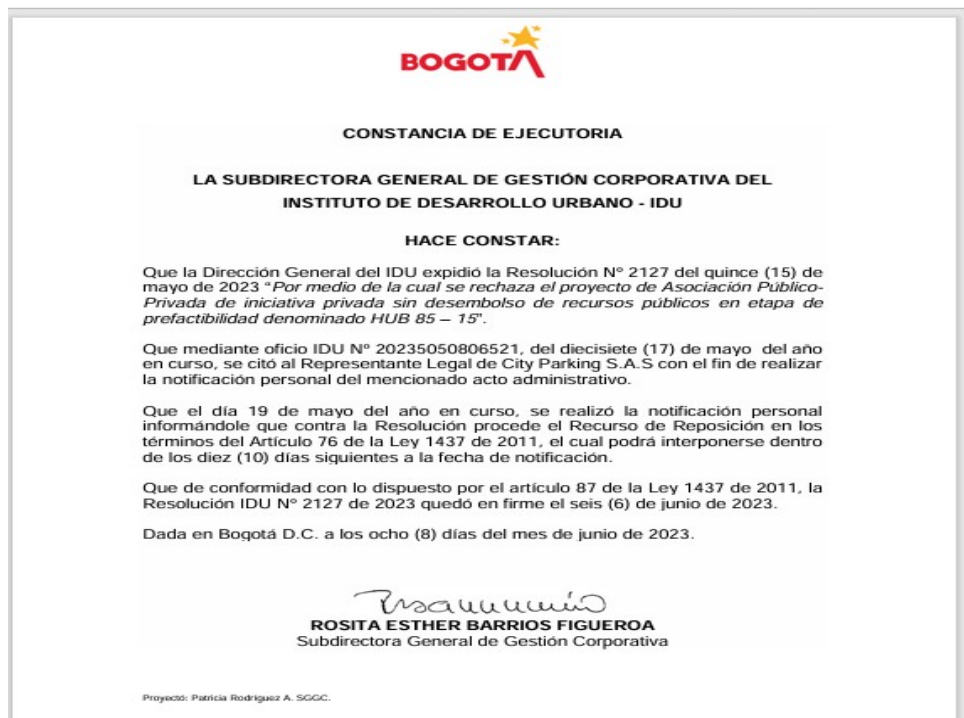 BOGOTÁ
CONSTANCIA DE EJECUTORIA
LA SUBDIRECTORA GENERAL DE GESTIÓN CORPORATIVA DEL
INSTITUTO DE DESARROLLO URBANO - IDU
HACE CONSTAR:
Que la Dirección General del IDU expidió la Resolución N° 2127 del quince (15) de
mayo de 2023 “Por medio de la cual se rechaza el proyecto de Asociación Público-
Privada de iniciativa privada sin desembolso de recursos públicos en etapa de
prefactibilidad denominado HUB 85 – 15”.
Que mediante oficio IDU N° 20235050806521, del diecisiete (17) de mayo del año
en curso, se citó al Representante Legal de City Parking S.A.S con el fin de realizar
la notificación personal del mencionado acto administrativo.
Que el día 19 de mayo del año en curso, se realizó la notificación personal
informándole que contra la Resolución procede el Recurso de Reposición en los
términos del Artículo 76 de la Ley 1437 de 2011, el cual podrá interponerse dentro
de los diez (10) días siguientes a la fecha de notificación.
Que de conformidad con lo dispuesto por el artículo 87 de la Ley 1437 de 2011, la
Resolución IDU N° 2127 de 2023 quedó en firme el seis (6) de junio de 2023.
Dada en Bogotá D.C. a los ocho (8) días del mes de junio de 2023.
ROSITA ESTHER BARRIOS FIGUEROA
Subdirectora General de Gestión Corporativa
Proyectó: Patricia Rodríguez A. SGGC.